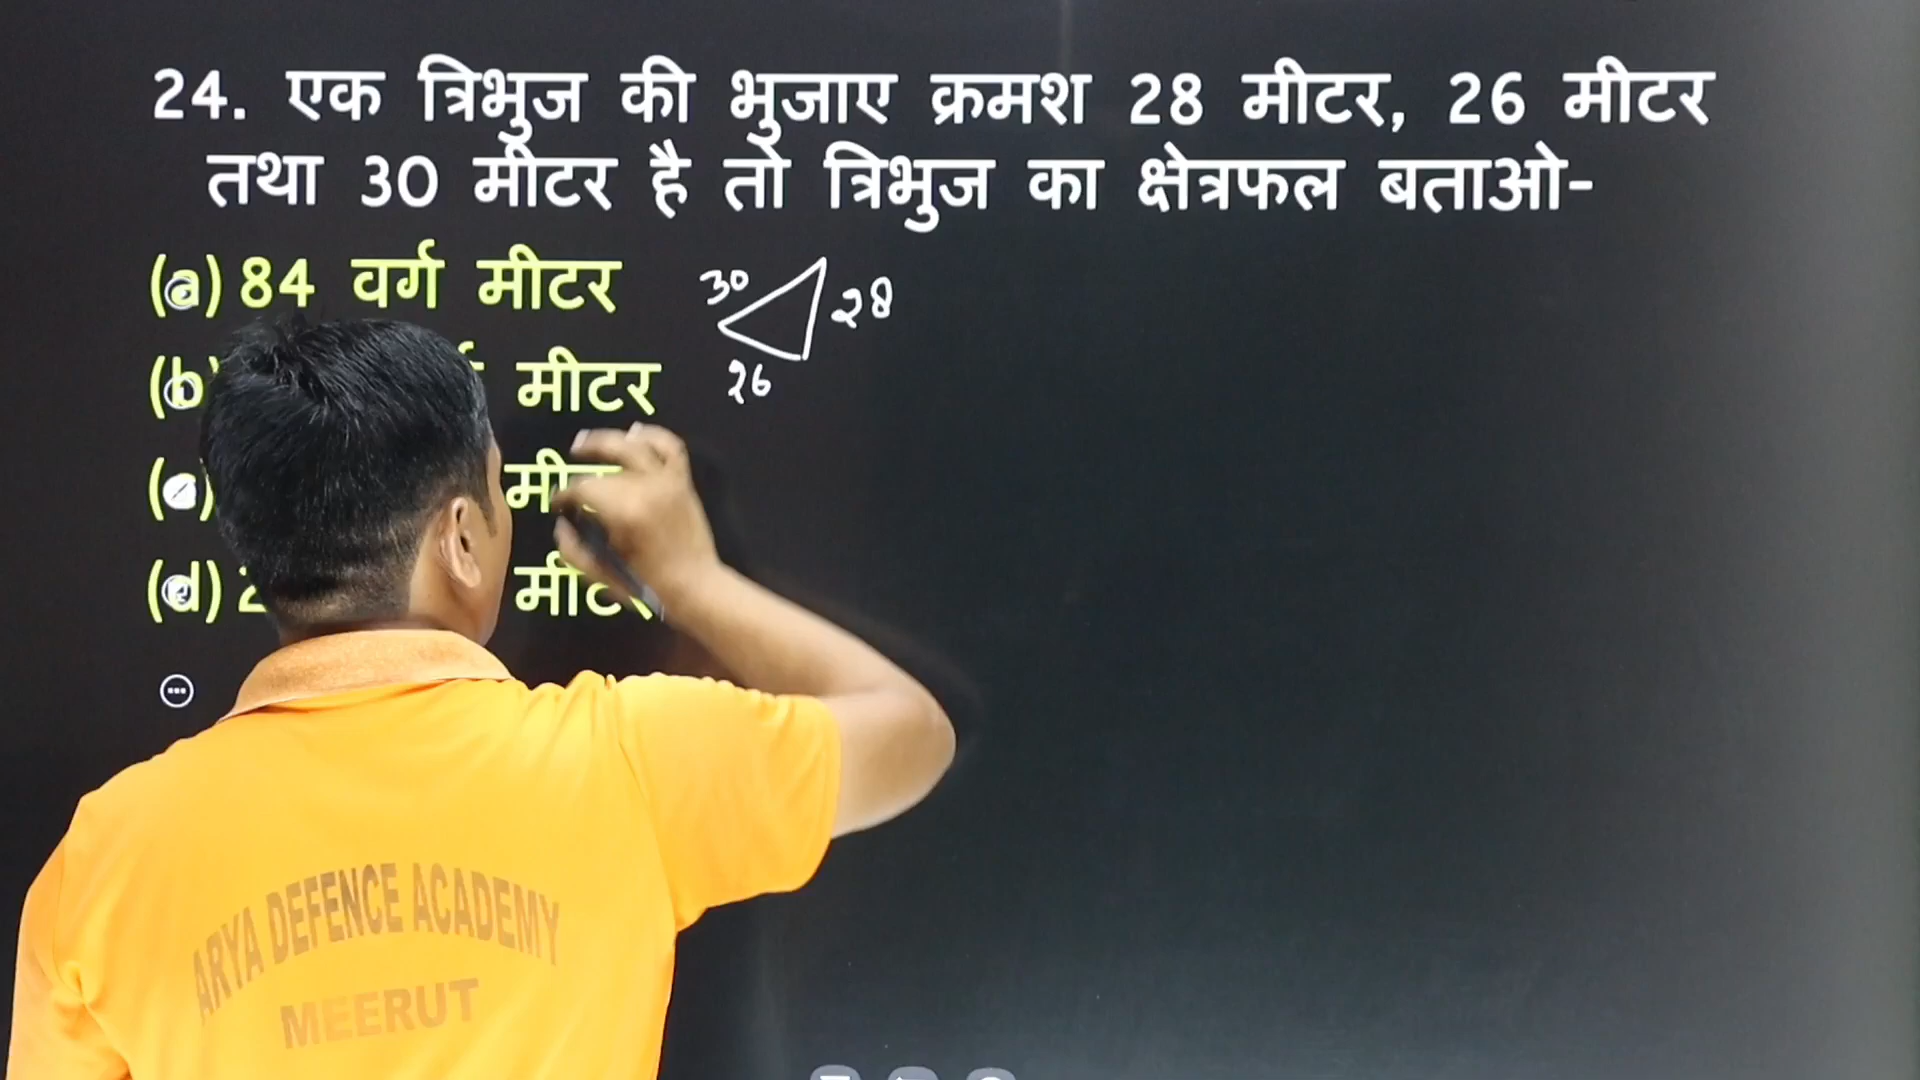 24. एक त्रिभुज की भुजाए क्रमश 28 मीटर, 26 मीटर
तथा 30 मीटर है तो त्रिभुज का क्षेत्रफल बताओ-
(a) 84 वर्ग मीटर
30
28
26
(b) मीटर
(c)
(d) मीटर
ARYA DEFENCE ACADEMY
MEERUT